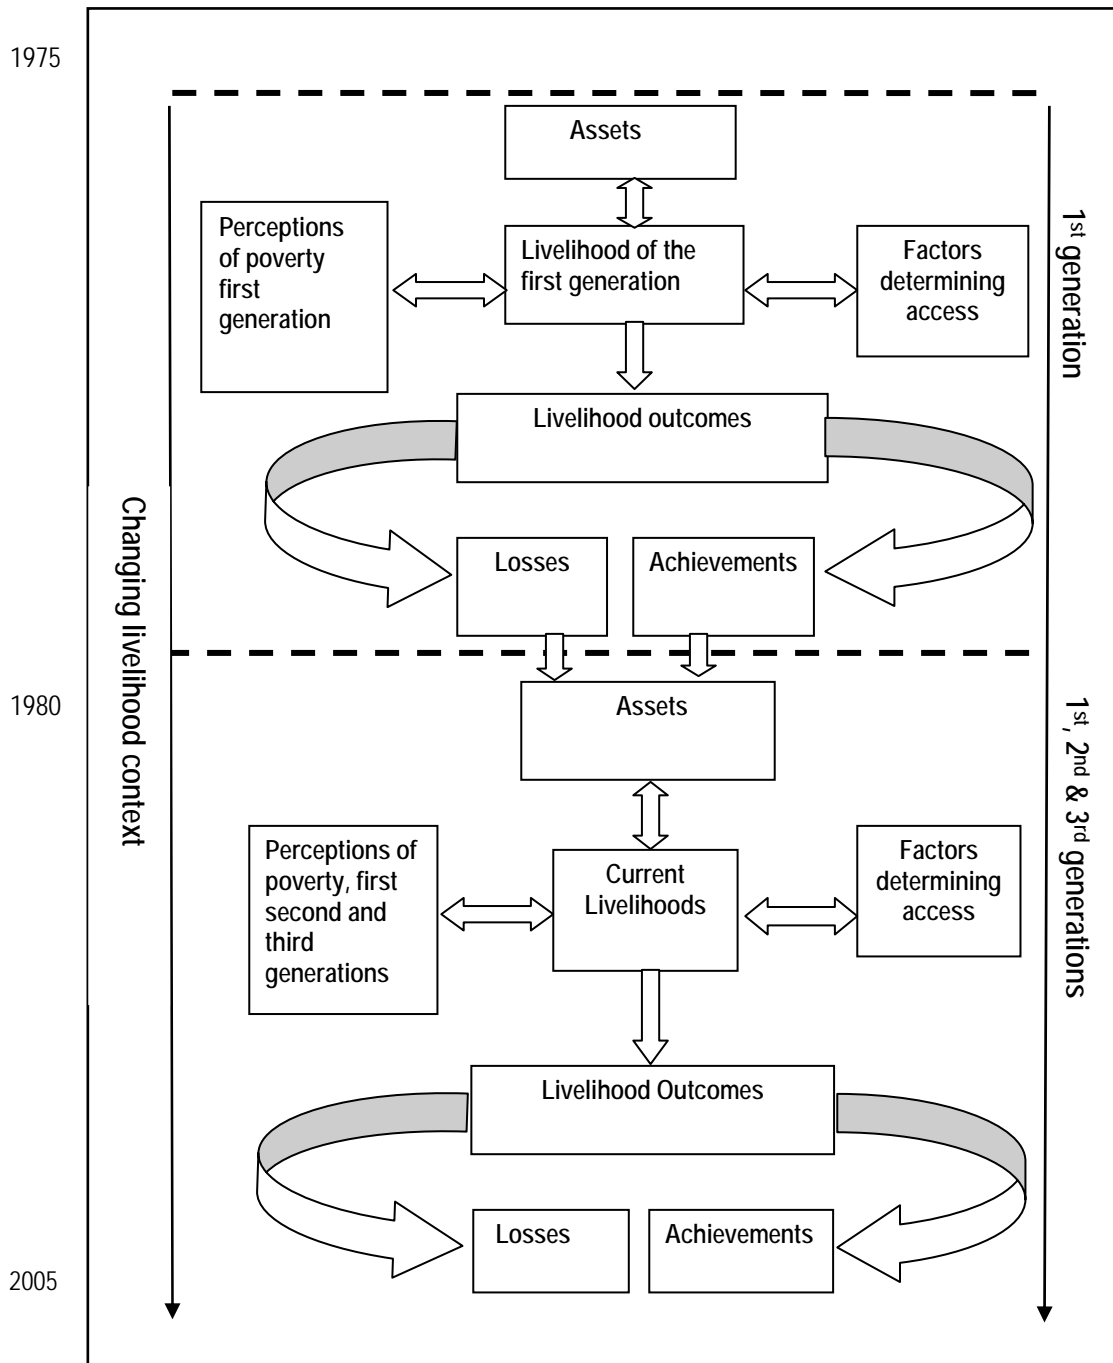 1975
Assets
Perceptions
of poverty
first
generation
Livelihood of the
first generation
Factors
determining
access
1st generation
Livelihood outcomes
Changing livelihood context
Losses
Achievements
1980
Assets
1st, 2nd & 3rd generations
Perceptions of
poverty, first
second and
third
generations
Current
Livelihoods
Factors
determining
access
Livelihood Outcomes
Losses
Achievements
2005